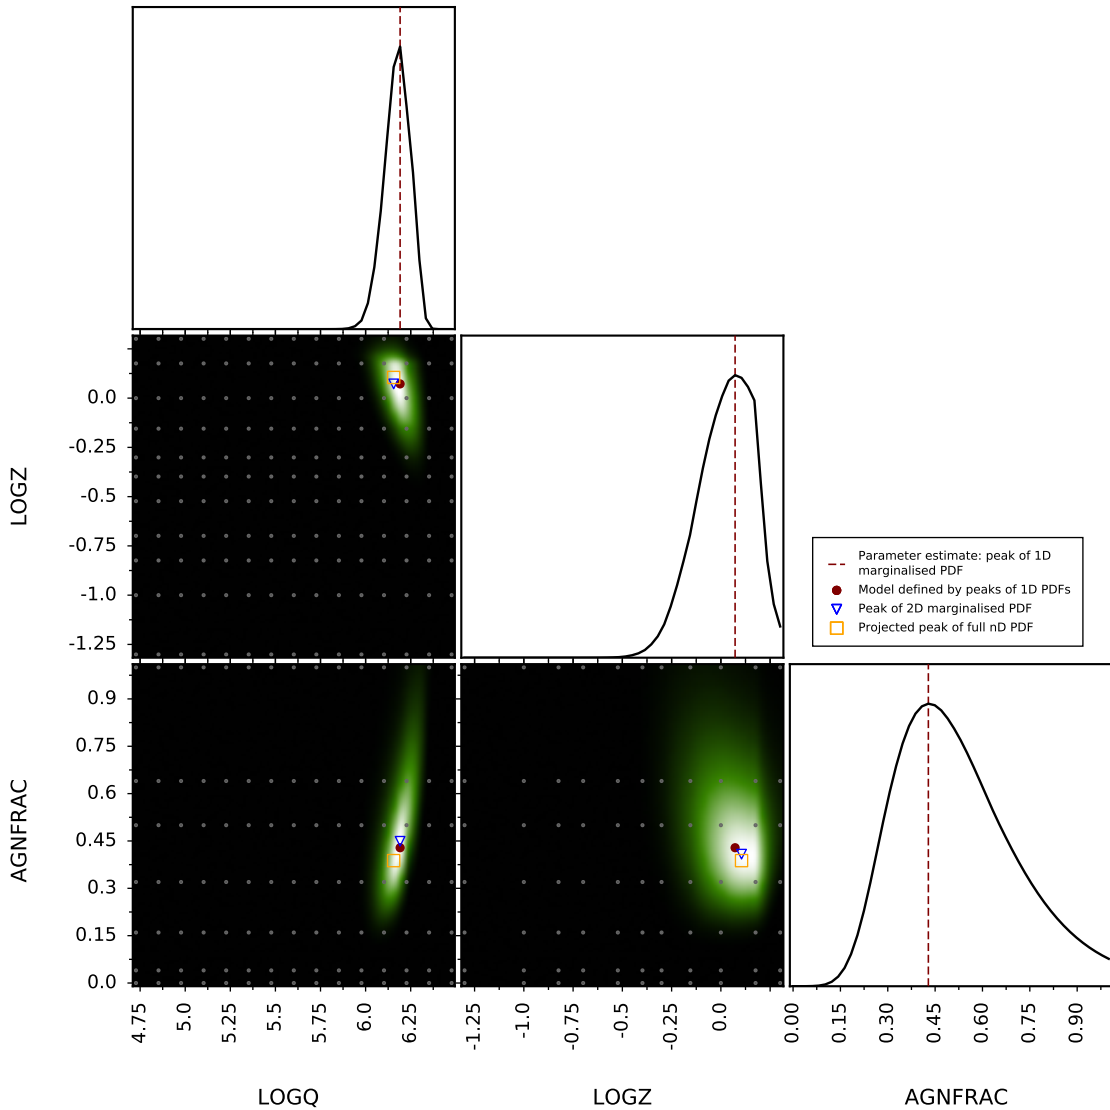 0.0
-0.25
-0.5
-0.75
-1.0
-1.25
LOGZ
Parameter estimate: peak of 1D
marginalised PDF
Model defined by peaks of 1D PDFs
Peak of 2D marginalised PDF
Projected peak of full nD PDF
0.9
0.75
0.6
0.45
0.3
0.15
0.0
AGNFRAC
4.75 5.0 5.25 5.5 5.75 6.0 6.25
-1.25 -1.0 -0.75 -0.5 -0.25 0.0
0.00 0.15 0.30 0.45 0.60 0.75 0.90
LOGQ LOGZ AGNFRAC